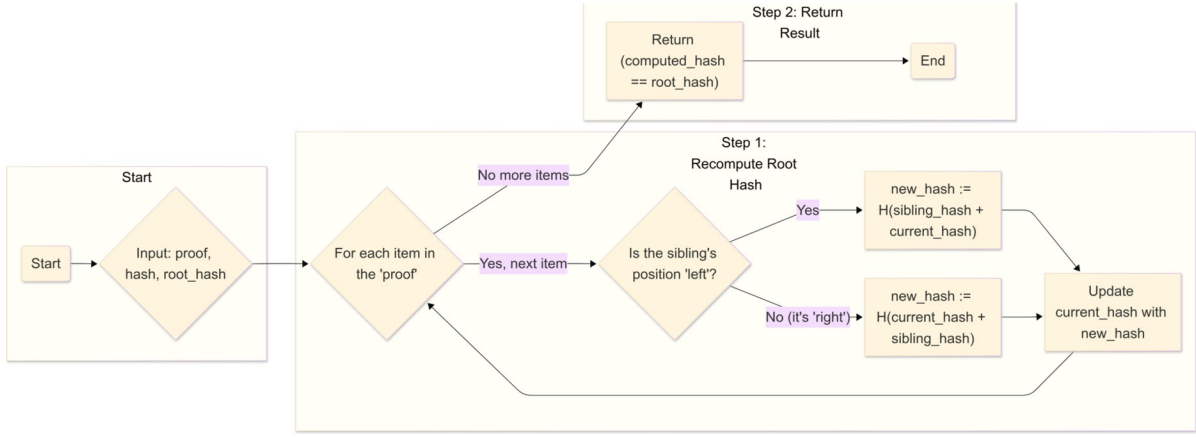 Step 2: Return
Result
Return
(computed_hash
== root_hash)
End
Step 1:
Recompute Root
Hash
Start
Start
Input: proof,
hash, root_hash
For each item in
the 'proof'
No more items
Yes, next item
Is the sibling's
position 'left'?
Yes
No (it's 'right')
new_hash :=
H(sibling_hash +
current_hash)
new_hash :=
H(current_hash +
sibling_hash)
Update
current_hash with
new_hash